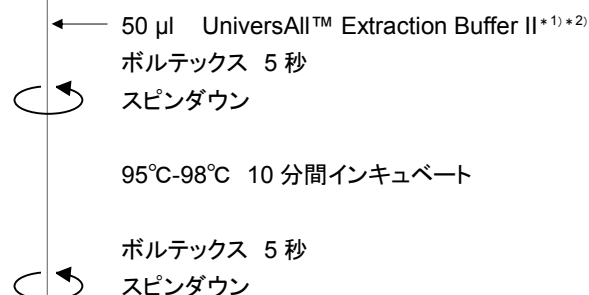 50 µl UniversAll™ Extraction Buffer II*1)*2)
ボルテックス 5 秒
スピンダウン
95℃-98℃ 10 分間インキュベート
ボルテックス 5 秒
スピンダウン